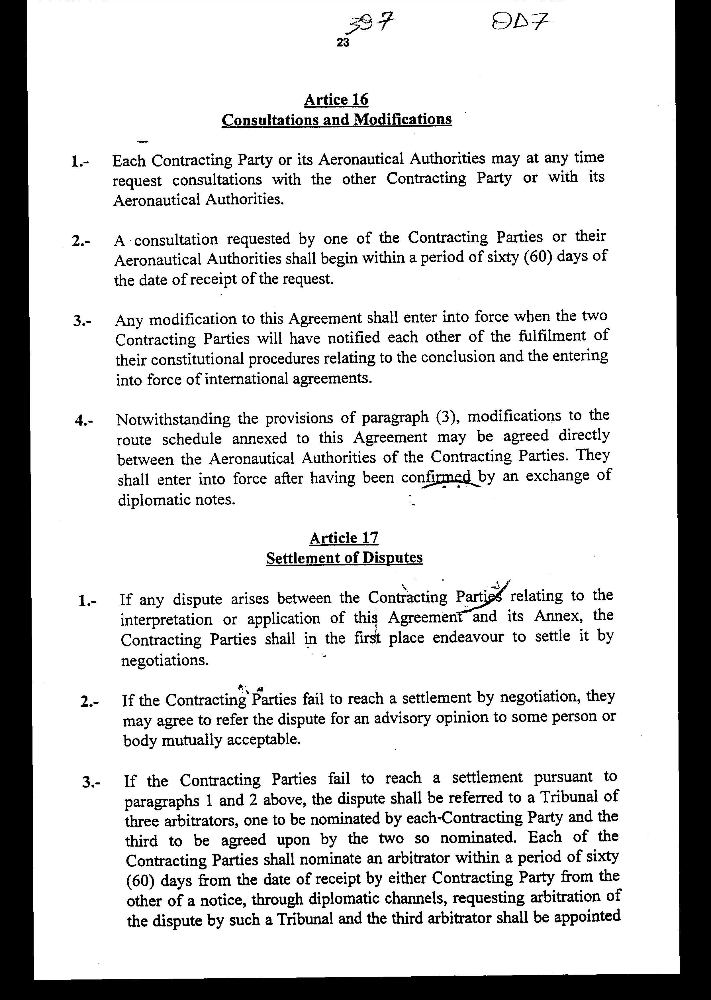 397
23
Artice 16
Consultations and Modifications
1.- Each Contracting Party or its Aeronautical Authorities may at any time
request consultations with the other Contracting Party or with its
Aeronautical Authorities.
2.- A consultation requested by one of the Contracting Parties or their
Aeronautical Authorities shall begin within a period of sixty (60) days of
the date of receipt of the request.
3.- Any modification to this Agreement shall enter into force when the two
Contracting Parties will have notified each other of the fulfilment of
their constitutional procedures relating to the conclusion and the entering
into force of international agreements.
4.- Notwithstanding the provisions of paragraph (3), modifications to the
route schedule annexed to this Agreement may be agreed directly
between the Aeronautical Authorities of the Contracting Parties. They
shall enter into force after having been confirmed by an exchange of
diplomatic notes.
Article 17
Settlement of Disputes
1.- If any dispute arises between the Contracting Parties relating to the
interpretation or application of this Agreement and its Annex, the
Contracting Parties shall in the first place endeavour to settle it by
negotiations.
2.- If the Contracting Parties fail to reach a settlement by negotiation, they
may agree to refer the dispute for an advisory opinion to some person or
body mutually acceptable.
3.- If the Contracting Parties fail to reach a settlement pursuant to
paragraphs 1 and 2 above, the dispute shall be referred to a Tribunal of
three arbitrators, one to be nominated by each-Contracting Party and the
third to be agreed upon by the two so nominated. Each of the
Contracting Parties shall nominate an arbitrator within a period of sixty
(60) days from the date of receipt by either Contracting Party from the
other of a notice, through diplomatic channels, requesting arbitration of
the dispute by such a Tribunal and the third arbitrator shall be appointed